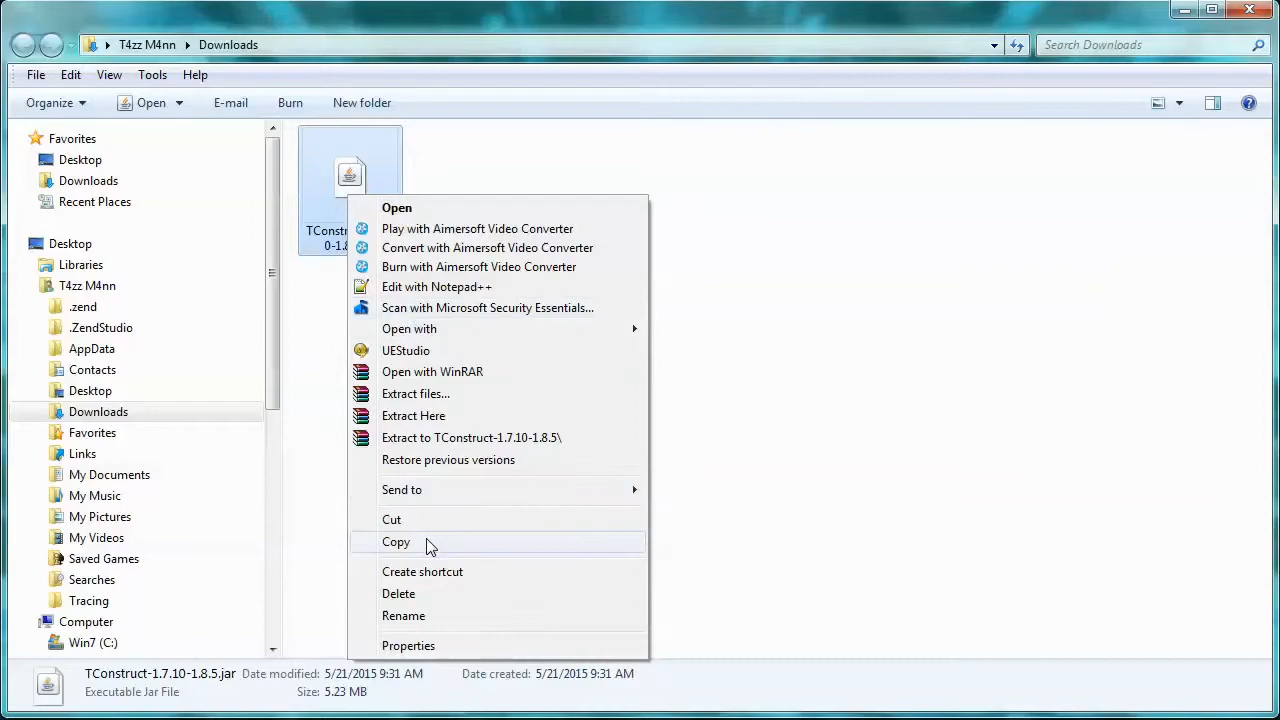 T4zz M4nn
Downloads
Search Downloads
File Edit View Tools Help
Organize Open E-mail Burn New folder
Favorites
Desktop
Downloads
Recent Places
Desktop
Libraries
T4zz M4nn
.zend
.ZendStudio
AppData
Contacts
Desktop
Downloads
Favorites
Links
My Documents
My Music
My Pictures
My Videos
Saved Games
Searches
Tracing
Computer
Win7 (C:)
Open
Play with Aimersoft Video Converter
Convert with Aimersoft Video Converter
Burn with Aimersoft Video Converter
Edit with Notepad++
Scan with Microsoft Security Essentials...
Open with
UEStudio
Open with WinRAR
Extract files...
Extract Here
Extract to TConstruct-1.7.10-1.8.5\
Restore previous versions
Send to
Cut
Copy
Create shortcut
Delete
Rename
Properties
TConstruct-1.7.10-1.8.5.jar Date modified: 5/21/2015 9:31 AM Date created: 5/21/2015 9:31 AM
Executable Jar File Size: 5.23 MB